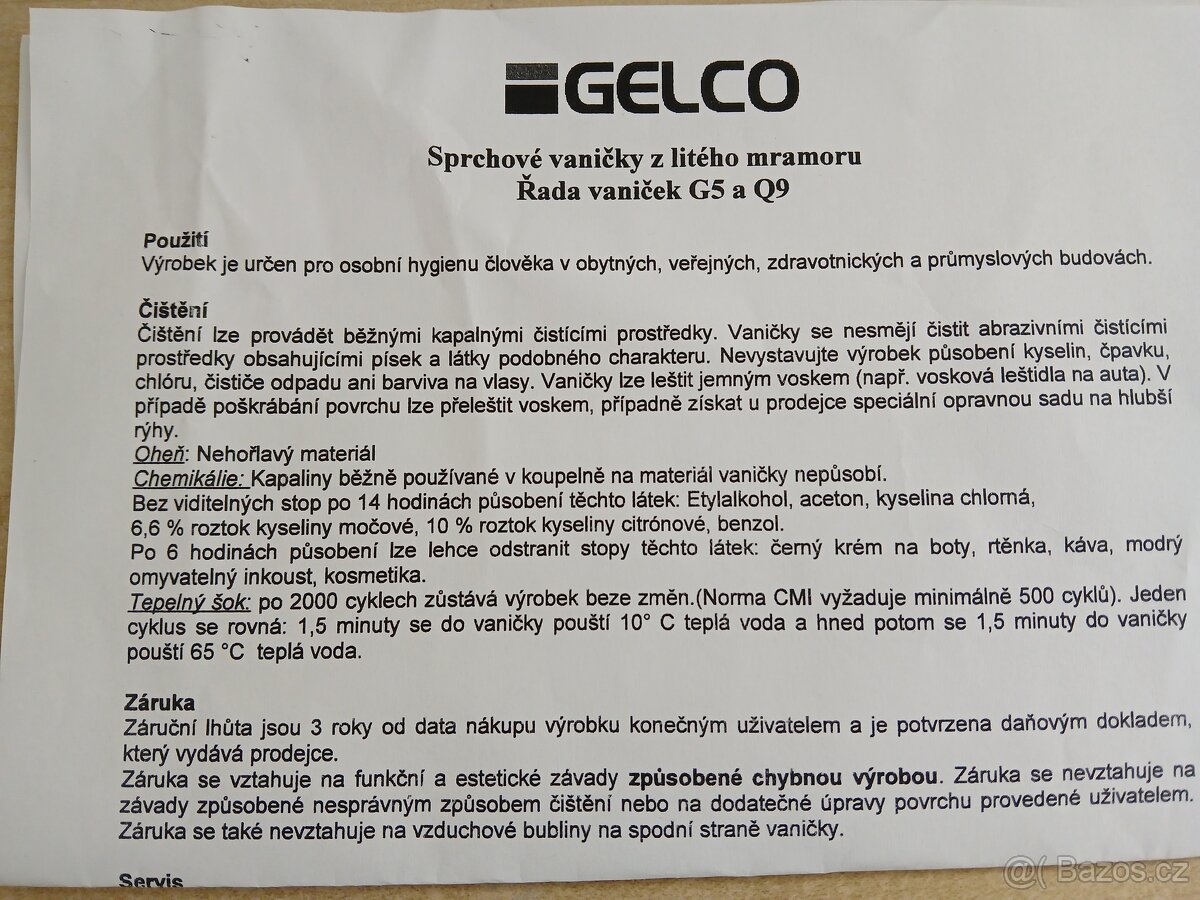 GELCO
Sprchové vaničky z litého mramoru
Řada vaniček G5 a Q9
Použití
Výrobek je určen pro osobní hygienu člověka v obytných, veřejných, zdravotnických a průmyslových budovách.
Čištění
Čištění lze provádět běžnými kapalnými čistícími prostředky. Vaničky se nesmějí čistit abrazivními čistícími
prostředky obsahujícími písek a látky podobného charakteru. Nevystavujte výrobek působení kyselin, čpavku,
chlóru, čističe odpadu ani barviva na vlasy. Vaničky lze leštit jemným voskem (např. vosková leštidla na auta). V
případě poškrábání povrchu lze přeleštit voskem, případně získat u prodejce speciální opravnou sadu na hlubší
rýhy.
Oheň: Nehořlavý materiál
Chemikálie: Kapaliny běžně používané v koupelně na materiál vaničky nepůsobí.
Bez viditelných stop po 14 hodinách působení těchto látek: Etylalkohol, aceton, kyselina chlorná,
6,6 % roztok kyseliny močové, 10 % roztok kyseliny citrónové, benzol.
Po 6 hodinách působení lze lehce odstranit stopy těchto látek: černý krém na boty, rtěnka, káva, modrý
omyvatelný inkoust, kosmetika.
Tepelný šok: po 2000 cyklech zůstává výrobek beze změn.(Norma CMI vyžaduje minimálně 500 cyklů). Jeden
cyklus se rovná: 1,5 minuty se do vaničky pouští 10° C teplá voda a hned potom se 1,5 minuty do vaničky
pouští 65 °C teplá voda.
Záruka
Záruční lhůta jsou 3 roky od data nákupu výrobku konečným uživatelem a je potvrzena daňovým dokladem,
který vydává prodejce.
Záruka se vztahuje na funkční a estetické závady způsobené chybnou výrobou. Záruka se nevztahuje na
závady způsobené nesprávným způsobem čištění nebo na dodatečné úpravy povrchu provedené uživatelem.
Záruka se také nevztahuje na vzduchové bubliny na spodní straně vaničky.
Servis
@( Bazos.cz